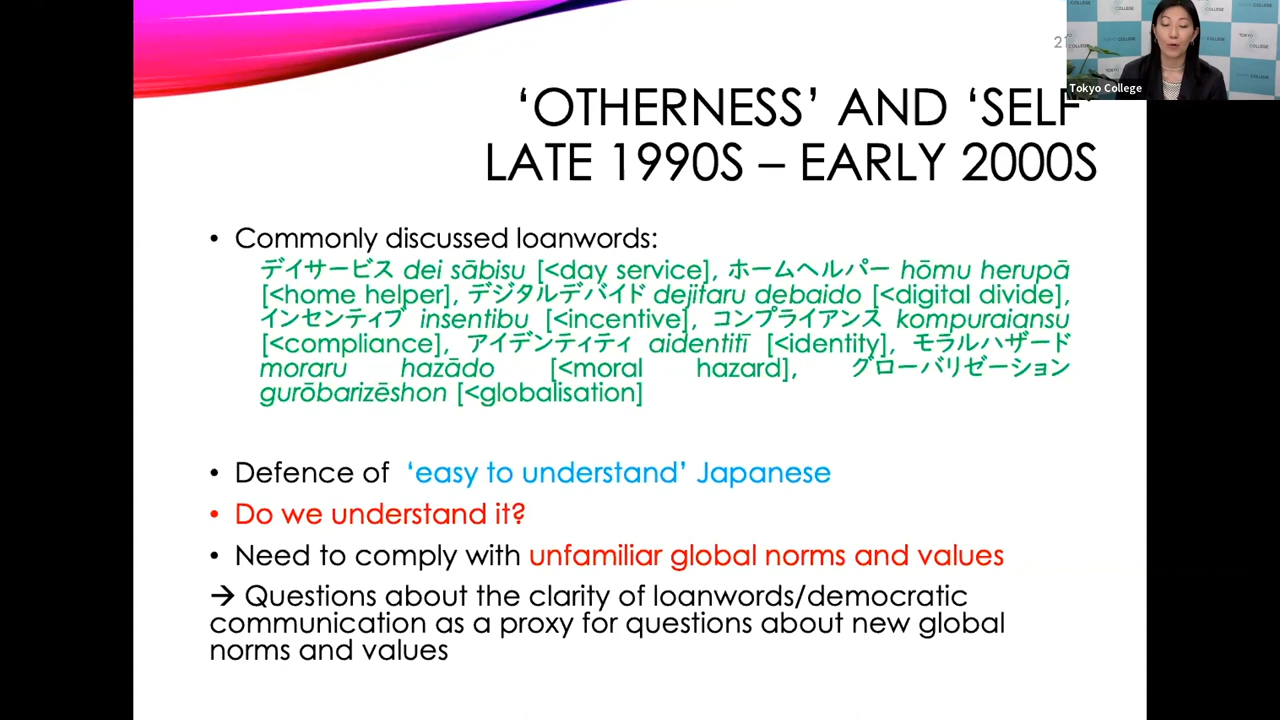 ‘OTHERNESS’ AND ‘SELF
LATE 1990S – EARLY 2000S
• Commonly discussed loanwords:
デイサービス dei sābisu [<day service], ホームヘルパー hōmu herupā
[<home helper], デジタルデバイド dejitaru debaido [<digital divide],
インセンティブ insentibu [<incentive], コンプライアンス kompuraiansu
[<compliance], アイデンティティ aidentitī [<identity], モラルハザード
moraru hazādo [<moral hazard], グローバリゼーション
gurōbarizēshon [<globalisation]
• Defence of ‘easy to understand’ Japanese
• Do we understand it?
• Need to comply with unfamiliar global norms and values
→ Questions about the clarity of loanwords/democratic
communication as a proxy for questions about new global
norms and values
Tokyo College